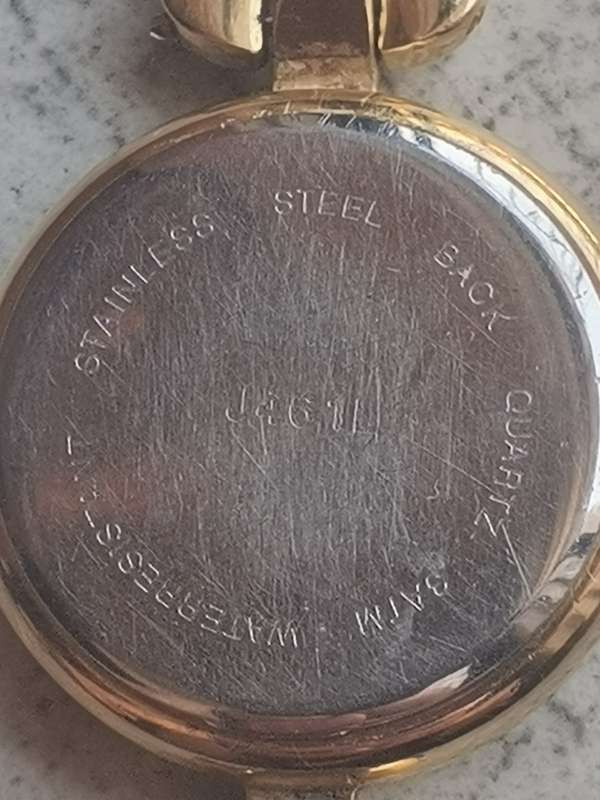 STAINLESS STEEL BACK QUARTZ 3ATM WATERRESISTANT
J461L